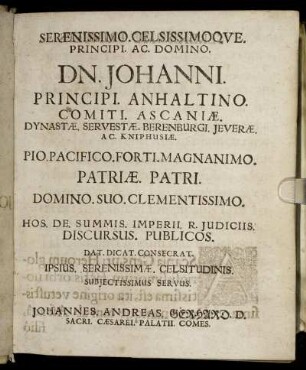 SERENISSIMO. CELSISSIMOQVE.
PRINCIPI. AC. DOMINO.
DN. JOHANNI.
PRINCIPI. ANHALTINO.
COMITI. ASCANIÆ.
DYNASTÆ. SERVESTÆ. BERENBURGI. JEVERÆ.
AC. KNIPHUSIÆ.
PIO. PACIFICO. FORTI. MAGNANIMO.
PATRIÆ. PATRI.
DOMINO. SUO. CLEMENTISSIMO.
HOS. DE. SUMMIS. IMPERII. R. JUDICIIS.
DISCURSUS. PUBLICOS.
DAT. DICAT. CONSECRAT.
IPSIUS. SERENISSIMÆ. CELSITUDINIS.
SUBJECTISSIMUS SERVUS.
JOHANNES. ANDREAS. GERHARD D.
SACRI. CÆSAREI. PALATII. COMES.